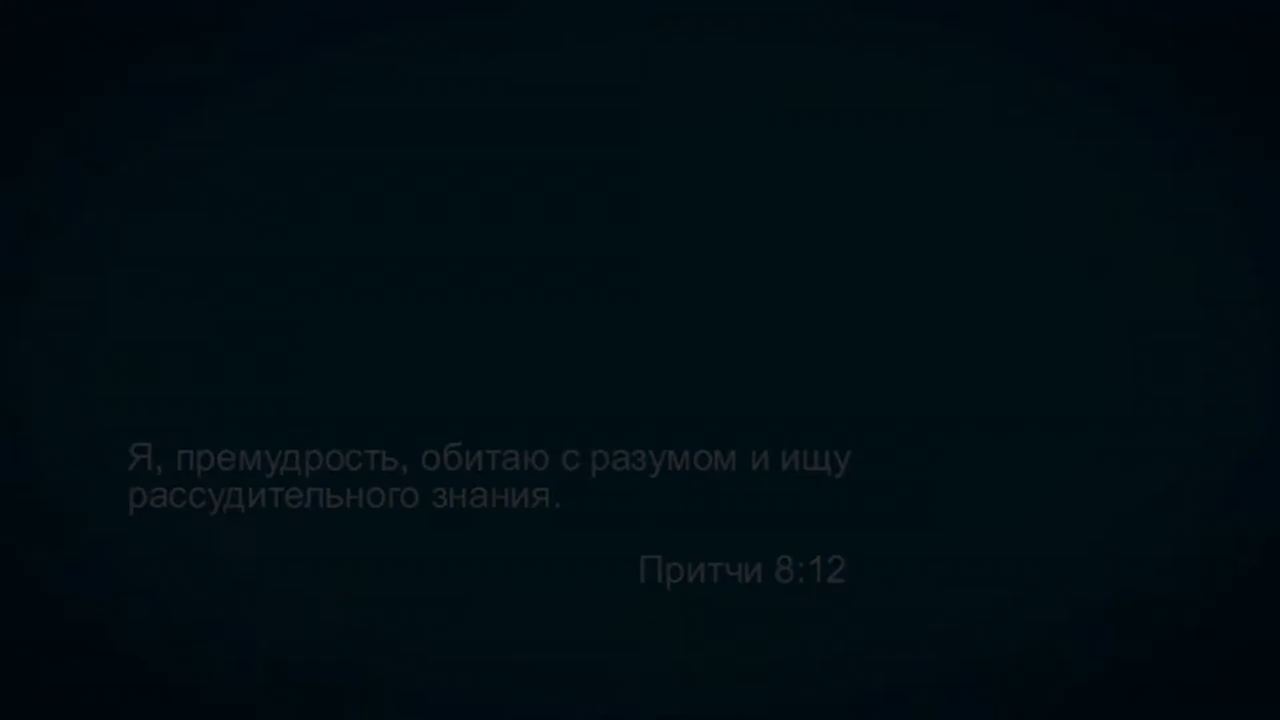 Я, премудрость, обитаю с разумом и ищу
рассудительного знания.
Притчи 8:12